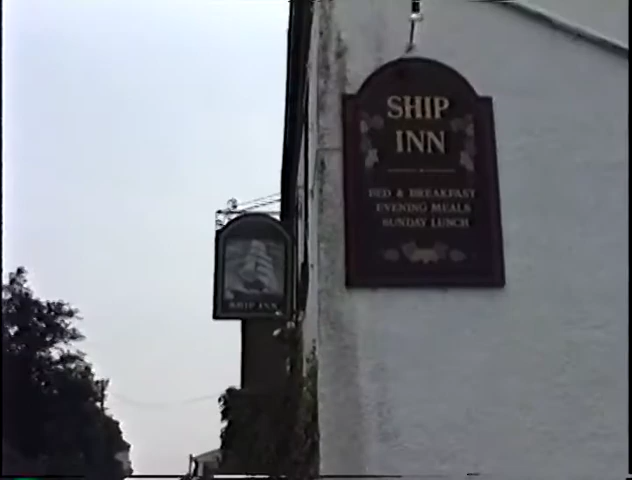 SHIP
INN
BED & BREAKFAST
EVENING MEALS
SUNDAY LUNCH
SHIP INN